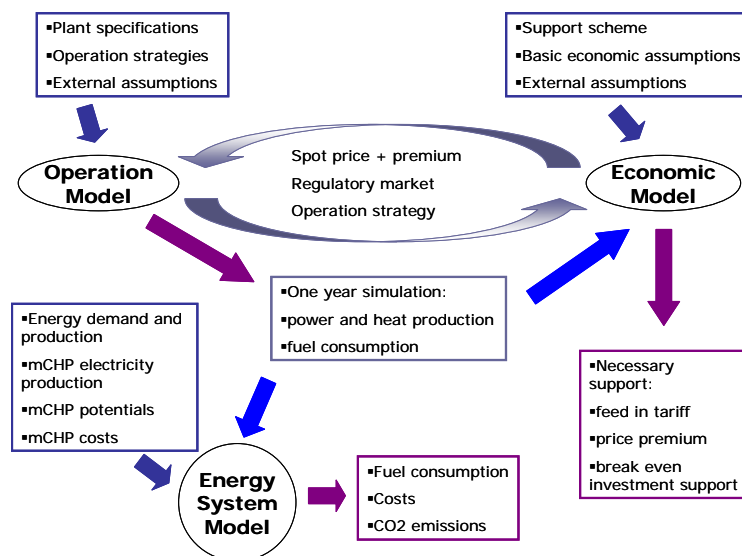 ▪Plant specifications
▪Operation strategies
▪External assumptions
▪Support scheme
▪Basic economic assumptions
▪External assumptions
Operation
Model
Spot price + premium
Regulatory market
Operation strategy
Economic
Model
▪One year simulation:
▪power and heat production
▪fuel consumption
▪Energy demand and
production
▪mCHP electricity
production
▪mCHP potentials
▪mCHP costs
▪Necessary
support:
▪feed in tariff
▪price premium
▪break even
investment support
Energy
System
Model
▪Fuel consumption
▪Costs
▪CO2 emissions